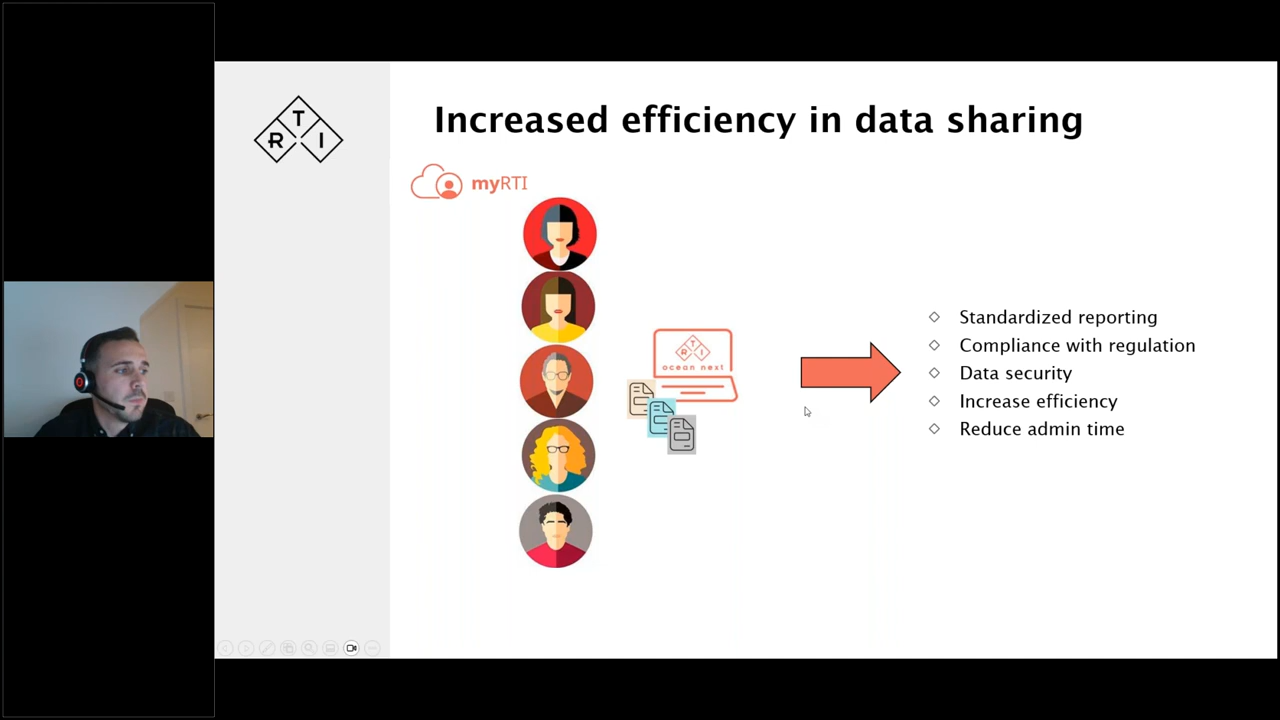 T
R I
Increased efficiency in data sharing
myRTI
T
R I
ocean next
Standardized reporting
Compliance with regulation
Data security
Increase efficiency
Reduce admin time